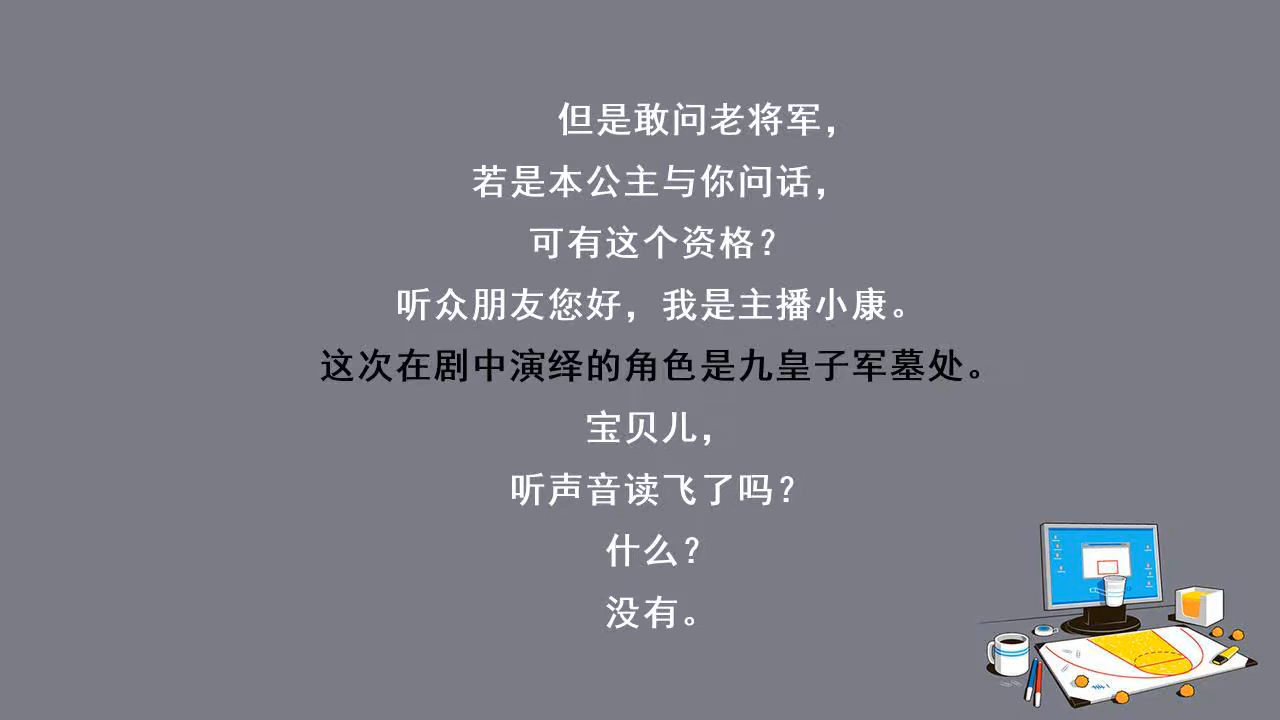 但是敢问老将军，
若是本公主与你问话，
可有这个资格？
听众朋友您好，我是主播小康。
这次在剧中演绎的角色是九皇子军墓处。
宝贝儿，
听声音读飞了吗？
什么？
没有。